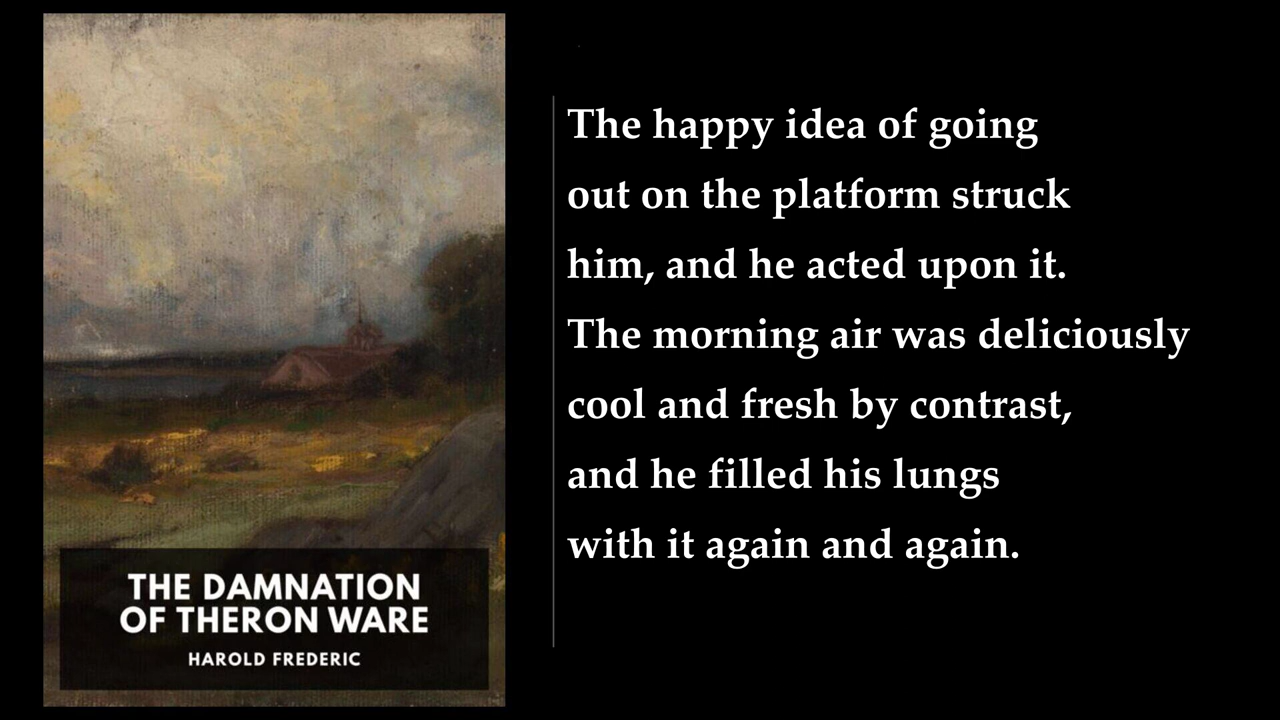 The happy idea of going
out on the platform struck
him, and he acted upon it.
The morning air was deliciously
cool and fresh by contrast,
and he filled his lungs
with it again and again.
THE DAMNATION
OF THERON WARE
HAROLD FREDERIC